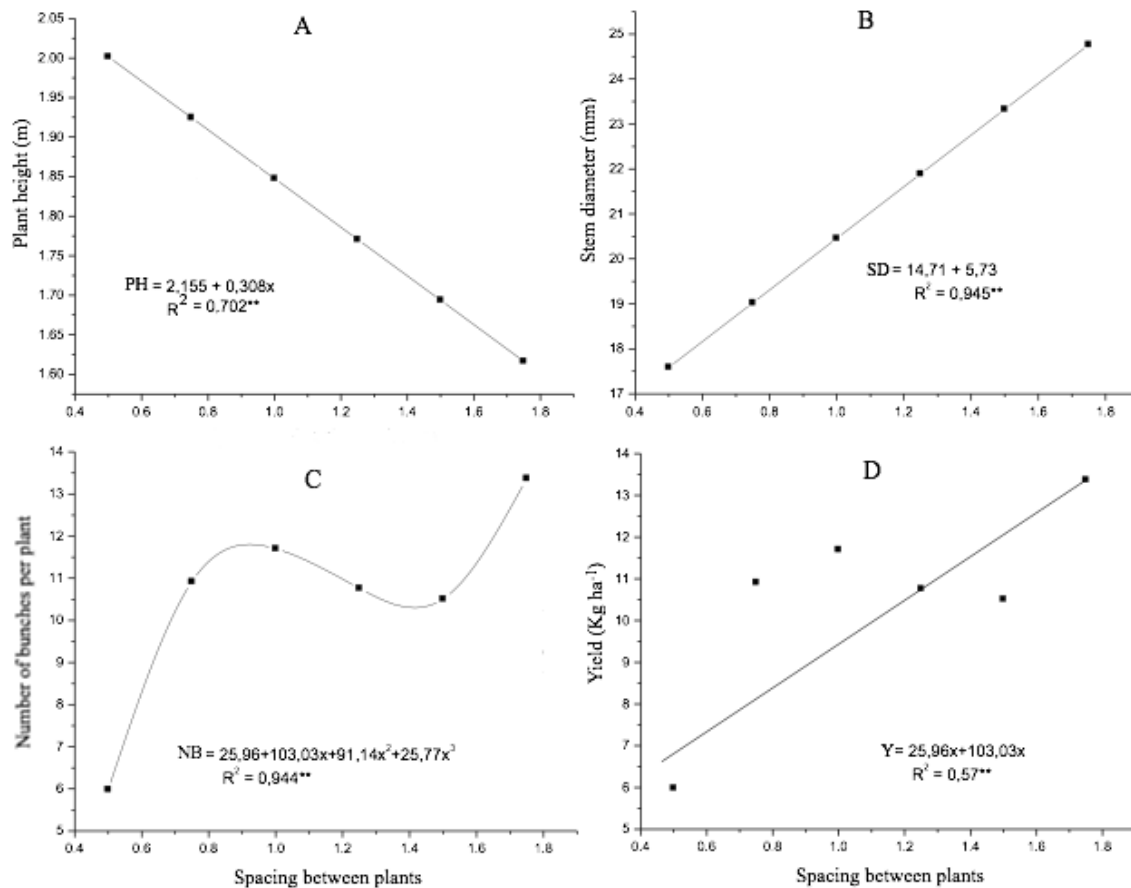 A
Plant height (m)
2.05
2.00
1.95
1.90
1.85
1.80
1.75
1.70
1.65
1.60
PH = 2,155 + 0,308x
R² = 0,702**
0.4 0.6 0.8 1.0 1.2 1.4 1.6 1.8
B
Stem diameter (mm)
25
24
23
22
21
20
19
18
17
SD = 14,71 + 5,73
R² = 0,945**
0.4 0.6 0.8 1.0 1.2 1.4 1.6 1.8
C
Number of bunches per plant
14
13
12
11
10
9
8
7
6
5
NB = 25,96+103,03x+91,14x²+25,77x³
R² = 0,944**
0.4 0.6 0.8 1.0 1.2 1.4 1.6 1.8
Spacing between plants
D
Yield (Kg ha⁻¹)
14
13
12
11
10
9
8
7
6
5
Y= 25,96x+103,03x
R² = 0,57**
0.4 0.6 0.8 1.0 1.2 1.4 1.6 1.8
Spacing between plants